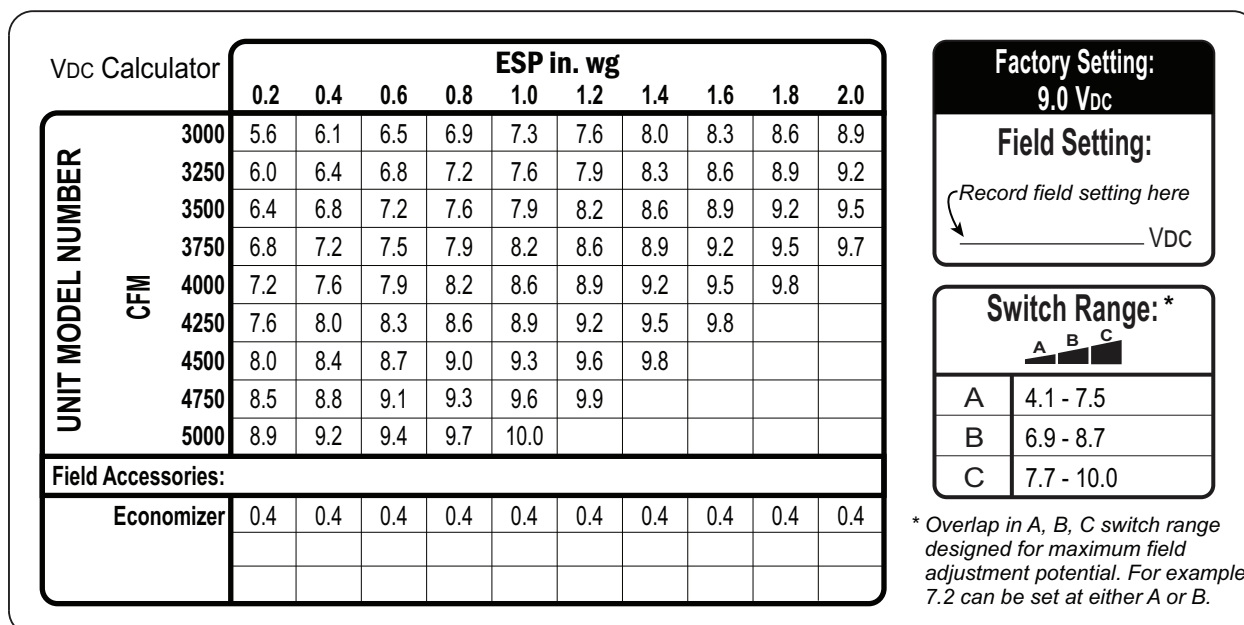 VDC Calculator
ESP in. wg
0.2 0.4 0.6 0.8 1.0 1.2 1.4 1.6 1.8 2.0
UNIT MODEL NUMBER
CFM
3000 5.6 6.1 6.5 6.9 7.3 7.6 8.0 8.3 8.6 8.9
3250 6.0 6.4 6.8 7.2 7.6 7.9 8.3 8.6 8.9 9.2
3500 6.4 6.8 7.2 7.6 7.9 8.2 8.6 8.9 9.2 9.5
3750 6.8 7.2 7.5 7.9 8.2 8.6 8.9 9.2 9.5 9.7
4000 7.2 7.6 7.9 8.2 8.6 8.9 9.2 9.5 9.8
4250 7.6 8.0 8.3 8.6 8.9 9.2 9.5 9.8
4500 8.0 8.4 8.7 9.0 9.3 9.6 9.8
4750 8.5 8.8 9.1 9.3 9.6 9.9
5000 8.9 9.2 9.4 9.7 10.0
Field Accessories:
Economizer 0.4 0.4 0.4 0.4 0.4 0.4 0.4 0.4 0.4 0.4
Factory Setting:
9.0 VDC
Field Setting:
Record field setting here
VDC
Switch Range: *
A B C
A 4.1 - 7.5
B 6.9 - 8.7
C 7.7 - 10.0
* Overlap in A, B, C switch range
designed for maximum field
adjustment potential. For example
7.2 can be set at either A or B.